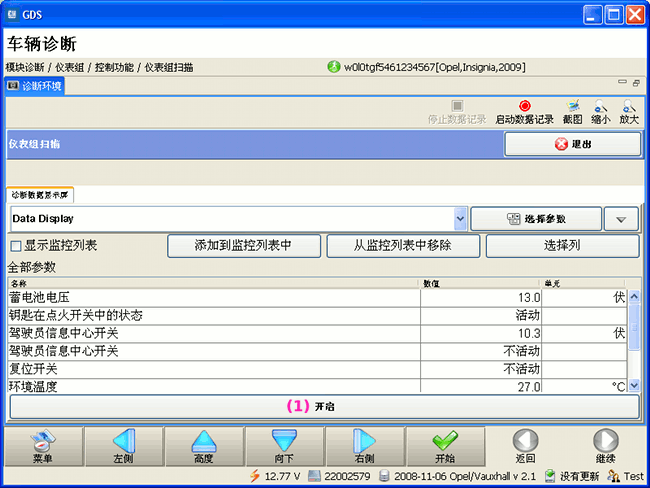 GDS
车辆诊断
模块诊断 / 仪表组 / 控制功能 / 仪表组扫描
w0l0tgf5461234567[Opel,Insignia,2009]
诊断环境
停止数据记录 启动数据记录 截图 缩小 放大
仪表组扫描
退出
诊断数据显示屏
Data Display
选择参数
显示监控列表 添加到监控列表中 从监控列表中移除 选择列
全部参数
名称 数值 单元
蓄电池电压 13.0 伏
钥匙在点火开关中的状态 活动
驾驶员信息中心开关 10.3 伏
驾驶员信息中心开关 不活动
复位开关 不活动
环境温度 27.0 °C
(1) 开启
菜单 左侧 高度 向下 右侧 开始 返回 继续
12.77 V 22002579 2008-11-06 Opel/Vauxhall v 2.1 没有更新 Test